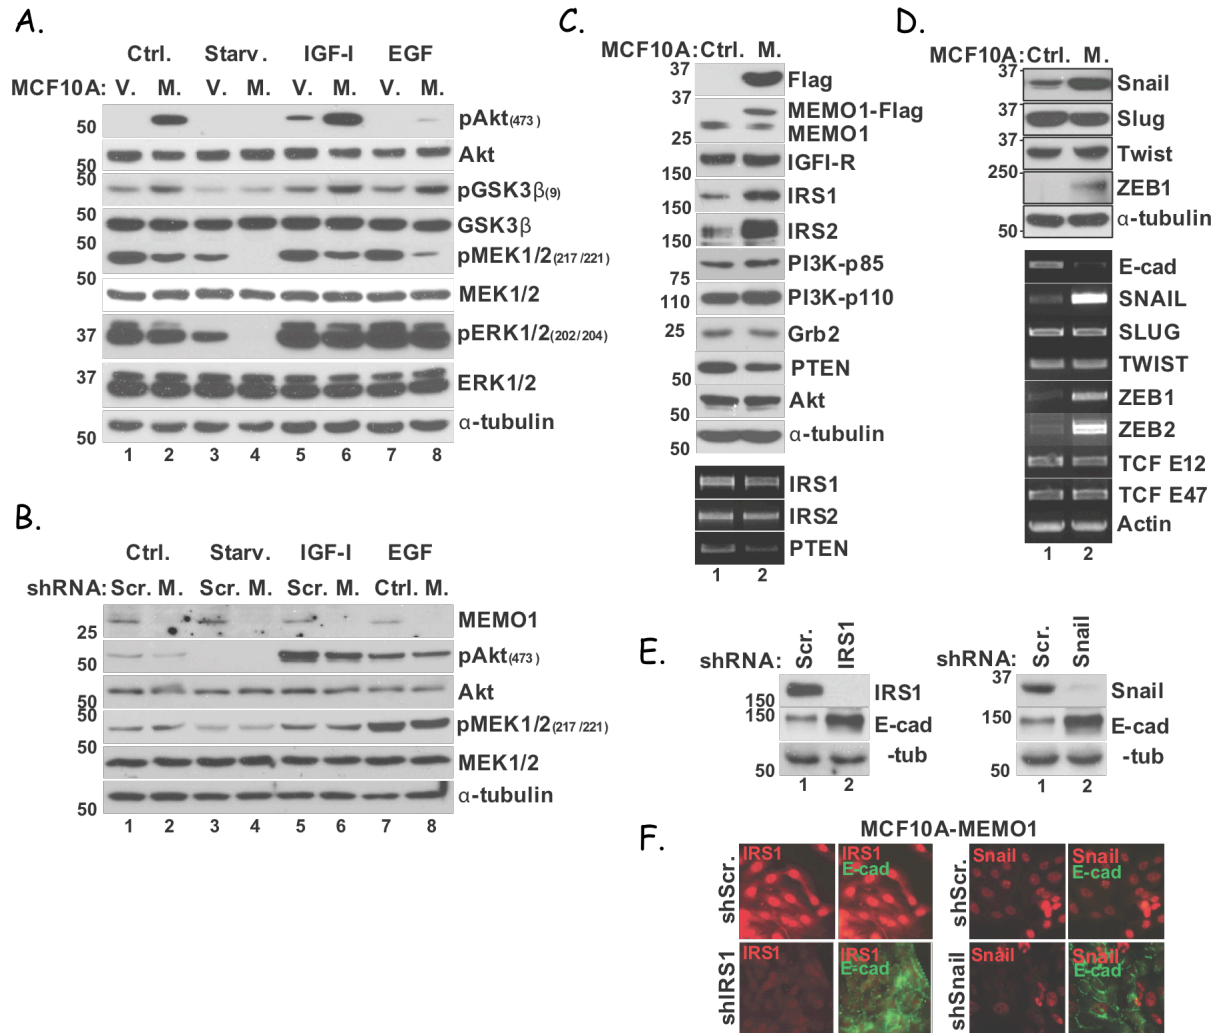 A.
Ctrl. Starv. IGF-I EGF
MCF10A: V. M. V. M. V. M. V. M.
50 pAkt(473)
50 Akt
50 pGSK3β(9)
50 GSK3β
50 pMEK1/2(217/221)
50 MEK1/2
37 pERK1/2(202/204)
37 ERK1/2
50 α-tubulin
1 2 3 4 5 6 7 8
B.
Ctrl. Starv. IGF-I EGF
shRNA: Scr. M. Scr. M. Scr. M. Ctrl. M.
25 MEMO1
50 pAkt(473)
50 Akt
50 pMEK1/2(217/221)
50 MEK1/2
50 α-tubulin
1 2 3 4 5 6 7 8
C.
MCF10A: Ctrl. M.
37 Flag
37 MEMO1-Flag
25 MEMO1
100 IGFI-R
150 IRS1
150 IRS2
75 PI3K-p85
110 PI3K-p110
25 Grb2
50 PTEN
50 Akt
50 α-tubulin
IRS1
IRS2
PTEN
1 2
D.
MCF10A: Ctrl. M.
37 Snail
37 Slug
37 Twist
250 ZEB1
50 α-tubulin
E-cad
SNAIL
SLUG
TWIST
ZEB1
ZEB2
TCF E12
TCF E47
Actin
1 2
E.
shRNA: Scr. IRS1
150 IRS1
150 E-cad
50 -tub
1 2
shRNA: Scr. Snail
37 Snail
150 E-cad
50 -tub
1 2
F.
MCF10A-MEMO1
shScr.
IRS1
IRS1
E-cad
shScr.
Snail
Snail
E-cad
shIRS1
IRS1
IRS1
E-cad
shSnail
Snail
Snail
E-cad